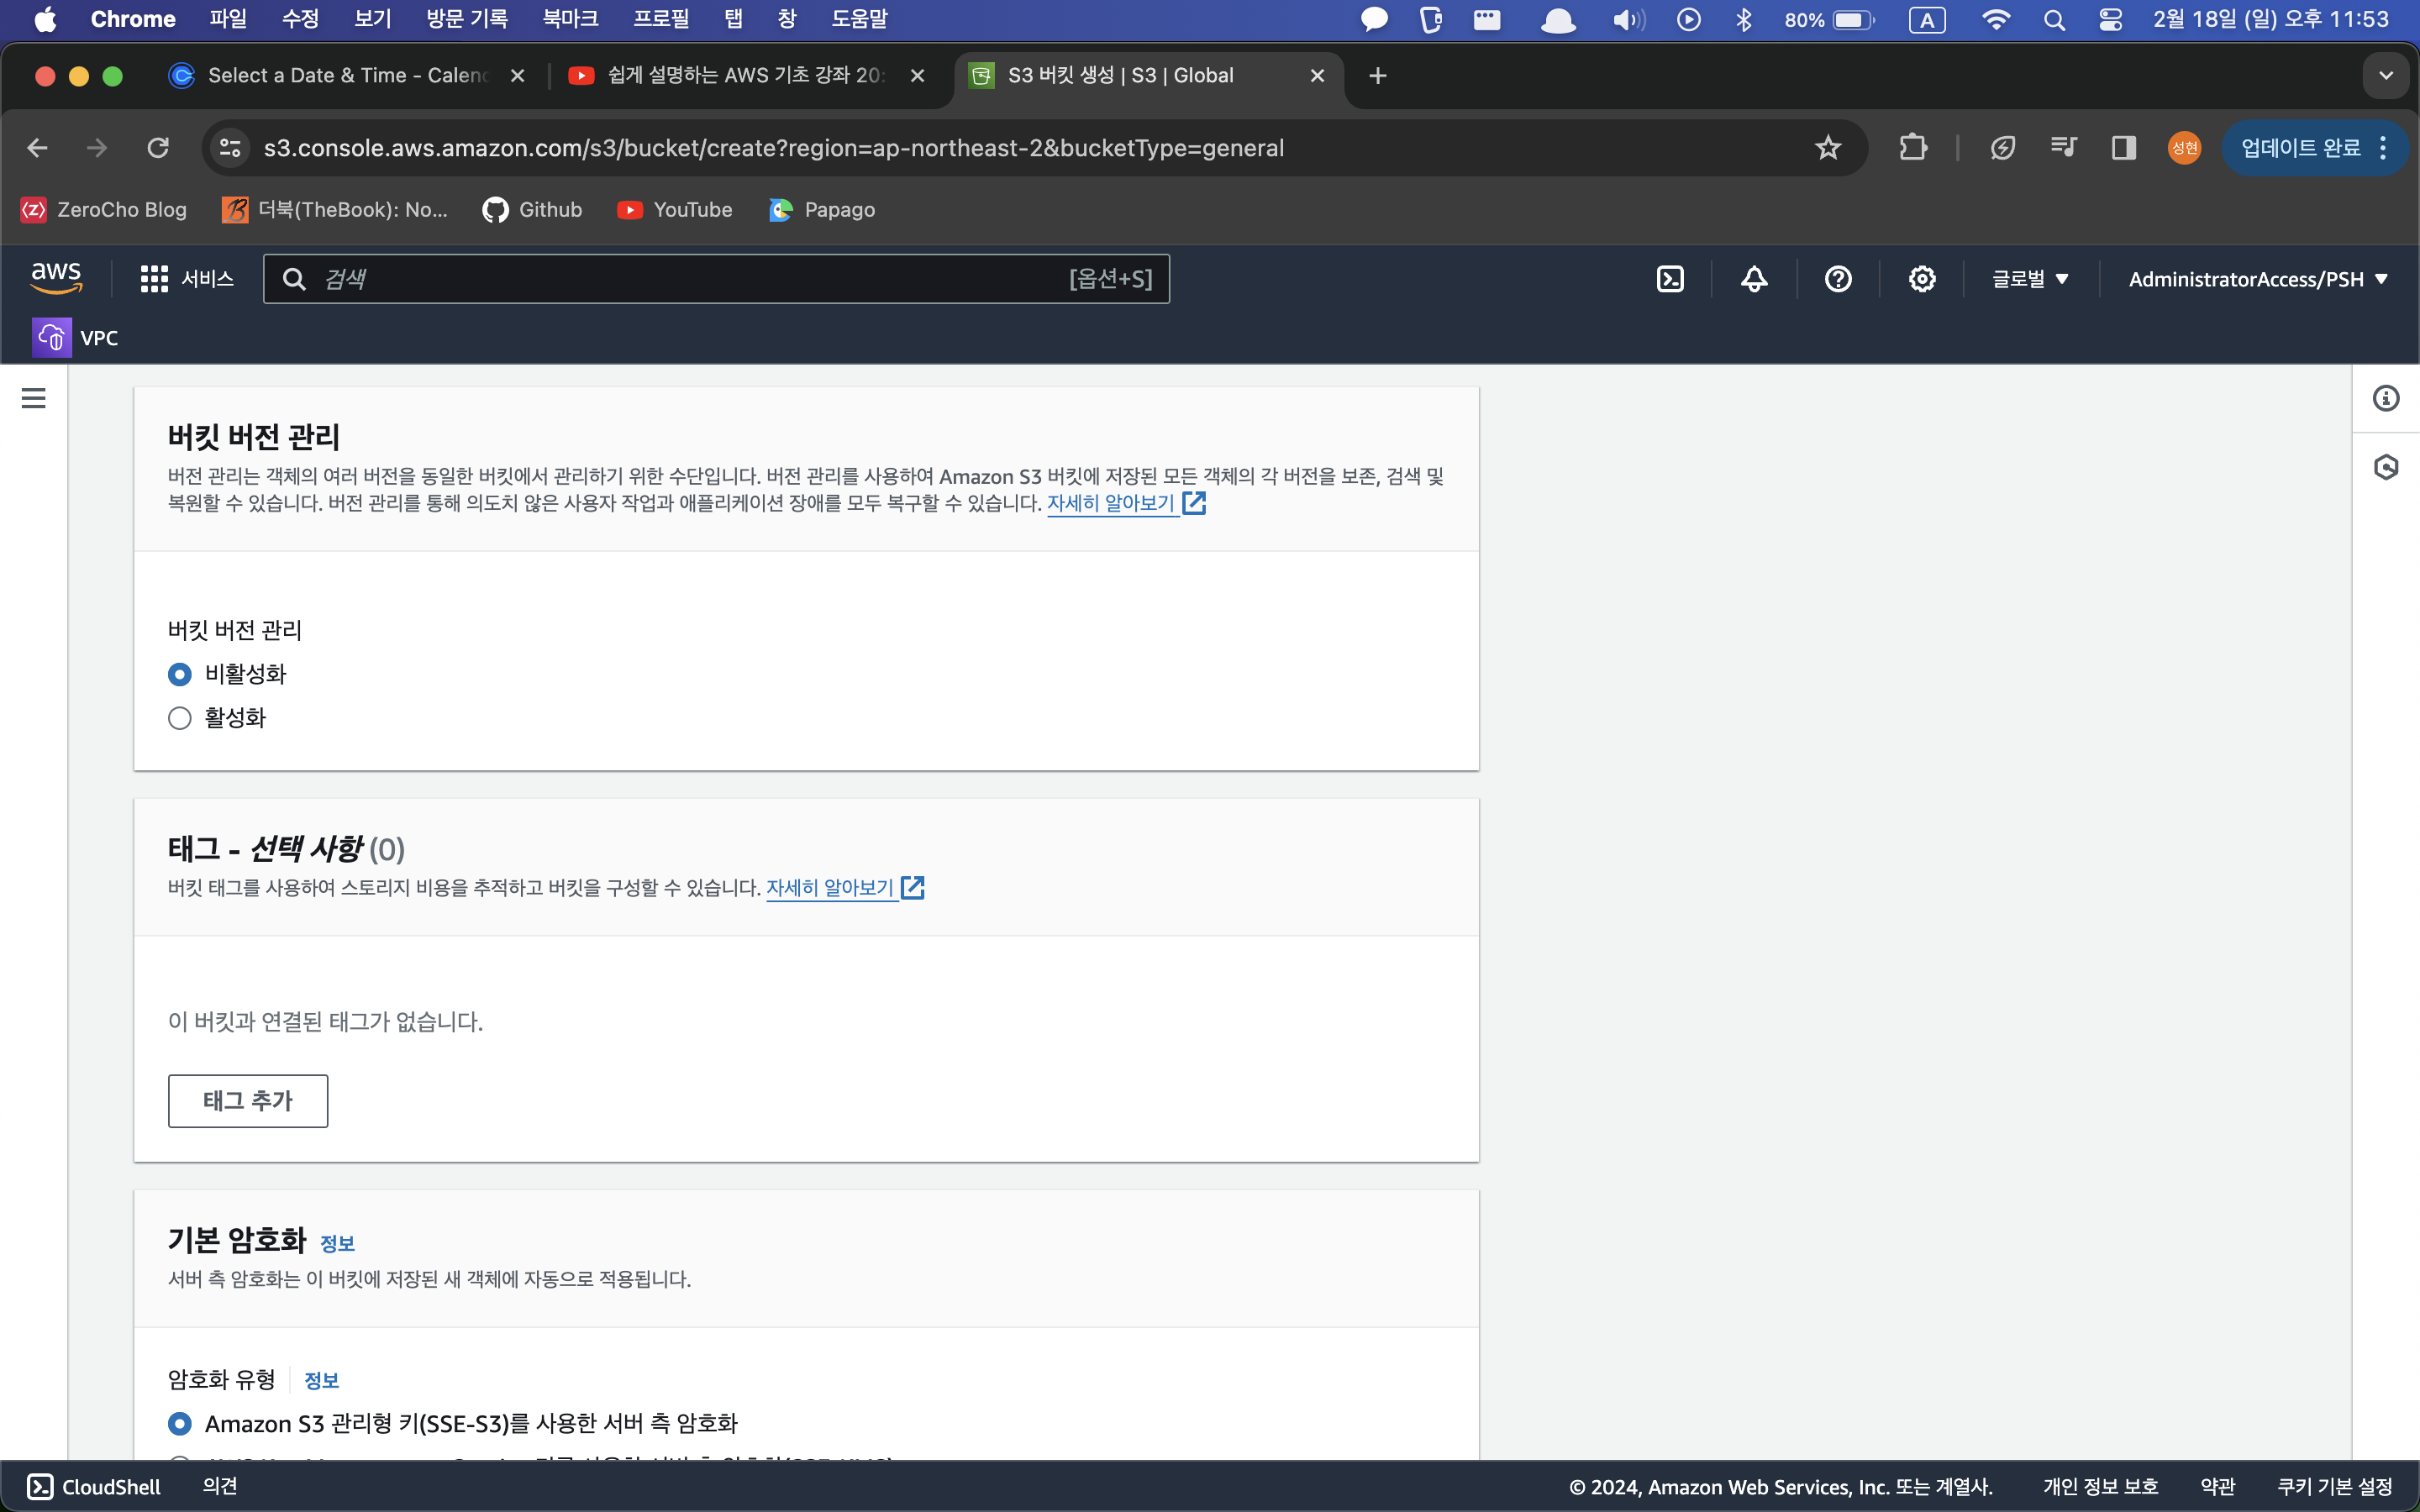 Chrome 파일 수정 보기 방문 기록 북마크 프로필 탭 창 도움말 80% A 2월 18일 (일) 오후 11:53
Select a Date & Time - Calend 쉽게 설명하는 AWS 기초 강좌 20: S3 버킷 생성 | S3 | Global
s3.console.aws.amazon.com/s3/bucket/create?region=ap-northeast-2&bucketType=general 성현 업데이트 완료
ZeroCho Blog 더북(TheBook): No... Github YouTube Papago
aws 서비스 검색 [옵션+S] 글로벌 AdministratorAccess/PSH
VPC
버킷 버전 관리
버전 관리는 객체의 여러 버전을 동일한 버킷에서 관리하기 위한 수단입니다. 버전 관리를 사용하여 Amazon S3 버킷에 저장된 모든 객체의 각 버전을 보존, 검색 및
복원할 수 있습니다. 버전 관리를 통해 의도치 않은 사용자 작업과 애플리케이션 장애를 모두 복구할 수 있습니다. 자세히 알아보기
버킷 버전 관리
비활성화
활성화
태그 - 선택 사항 (0)
버킷 태그를 사용하여 스토리지 비용을 추적하고 버킷을 구성할 수 있습니다. 자세히 알아보기
이 버킷과 연결된 태그가 없습니다.
태그 추가
기본 암호화 정보
서버 측 암호화는 이 버킷에 저장된 새 객체에 자동으로 적용됩니다.
암호화 유형 정보
Amazon S3 관리형 키(SSE-S3)를 사용한 서버 측 암호화
CloudShell 의견 © 2024, Amazon Web Services, Inc. 또는 계열사. 개인 정보 보호 약관 쿠키 기본 설정